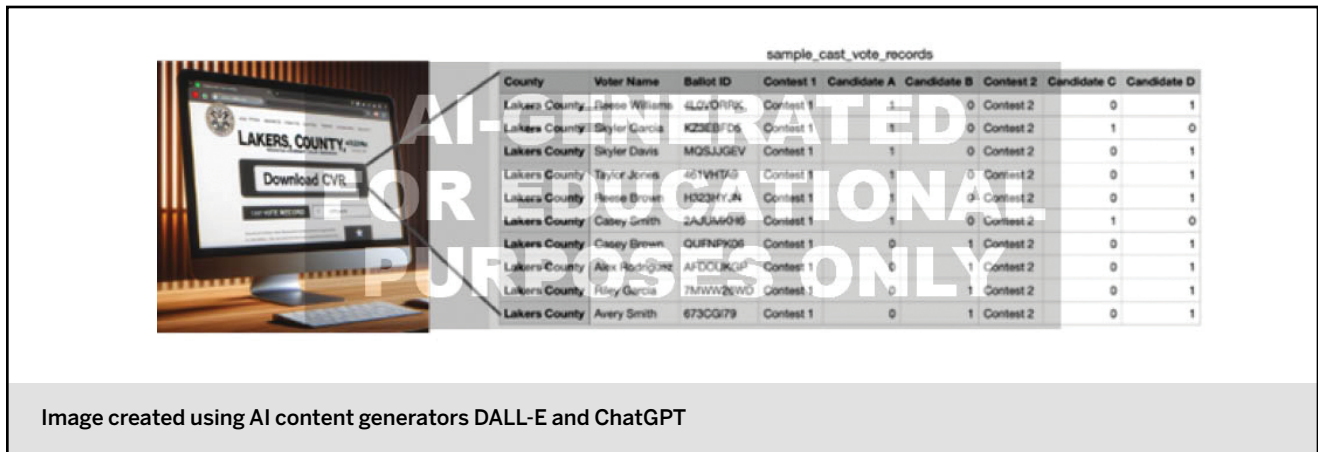 sample_cast_vote_records
County Voter Name Ballot ID Contest 1 Candidate A Candidate B Contest 2 Candidate C Candidate D
Lakers County Reese Williams Contest 1 1 0 Contest 2 0 1
Lakers County Skyler Garcia KZ3EBFD5 Contest 1 1 0 Contest 2 1 0
Lakers County Skyler Davis MQSJJGEV Contest 1 1 0 Contest 2 0 1
Lakers County Taylor Jones 461VHTA9 Contest 1 1 0 Contest 2 0 1
Lakers County Reese Brown H323HYJN Contest 1 1 0 Contest 2 0 1
Lakers County Casey Smith 2AJUMKH6 Contest 1 1 0 Contest 2 1 0
Lakers County Casey Brown QUFNPK06 Contest 1 0 1 Contest 2 0 1
Lakers County Alex Rodriguez Contest 1 0 1 Contest 2 0 1
Lakers County Riley Garcia 7MWW26WD Contest 1 0 1 Contest 2 0 1
Lakers County Avery Smith 673CGI79 Contest 1 0 1 Contest 2 0 1
LAKERS, COUNTY,
Download CVR
AI-GENERATED
FOR EDUCATIONAL
PURPOSES ONLY
Image created using AI content generators DALL-E and ChatGPT